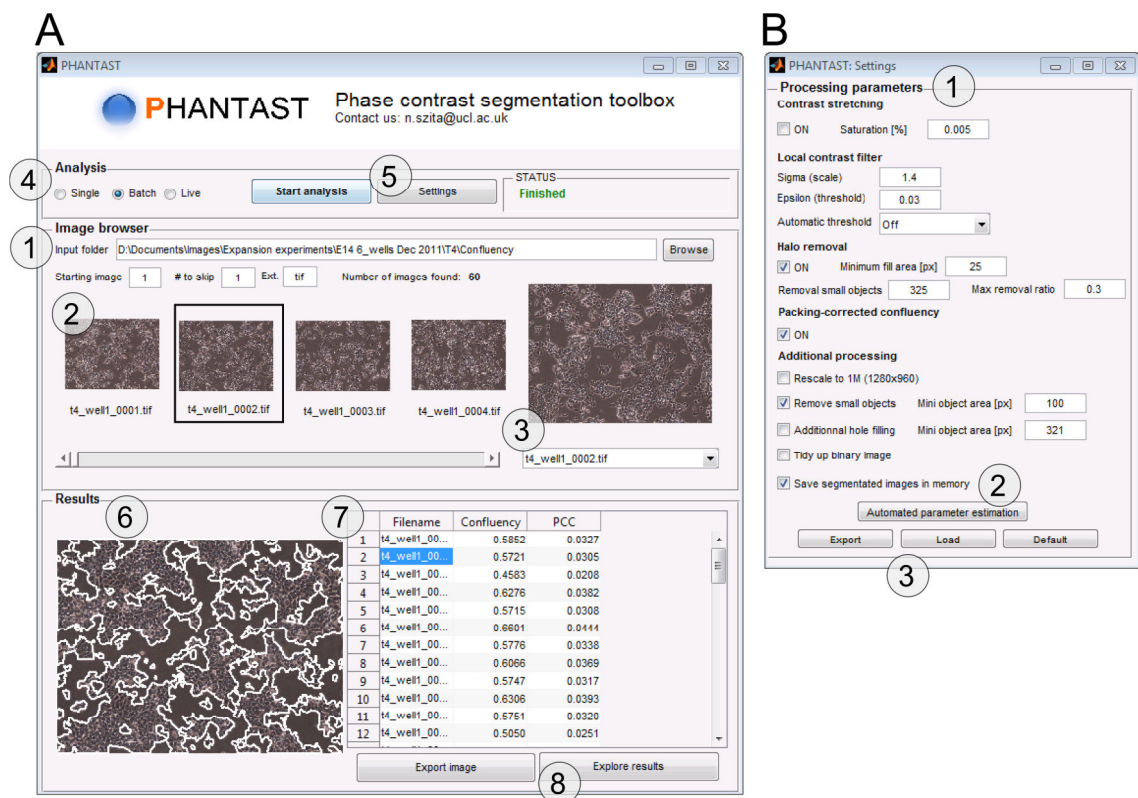 A
PHANTAST
PHANTAST
Phase contrast segmentation toolbox
Contact us: n.szita@ucl.ac.uk
Analysis
4
Single Batch Live
Start analysis
5
Settings
STATUS
Finished
Image browser
1
Input folder D:\Documents\Images\Expansion experiments\E14 6_wells Dec 2011\T4\Confluency Browse
Starting image 1 # to skip 1 Ext. tif Number of images found: 60
2
t4_well1_0001.tif t4_well1_0002.tif t4_well1_0003.tif t4_well1_0004.tif
3
t4_well1_0002.tif
Results
6
7
Filename Confluency PCC
1 t4_well1_00... 0.5852 0.0327
2 t4_well1_00... 0.5721 0.0305
3 t4_well1_00... 0.4583 0.0208
4 t4_well1_00... 0.6276 0.0382
5 t4_well1_00... 0.5715 0.0308
6 t4_well1_00... 0.6601 0.0444
7 t4_well1_00... 0.5776 0.0338
8 t4_well1_00... 0.6066 0.0369
9 t4_well1_00... 0.5747 0.0317
10 t4_well1_00... 0.6306 0.0393
11 t4_well1_00... 0.5751 0.0320
12 t4_well1_00... 0.5050 0.0251
Export image
Explore results
8
B
PHANTAST: Settings
Processing parameters
1
Contrast stretching
ON Saturation [%] 0.005
Local contrast filter
Sigma (scale) 1.4
Epsilon (threshold) 0.03
Automatic threshold Off
Halo removal
ON Minimum fill area [px] 25
Removal small objects 325 Max removal ratio 0.3
Packing-corrected confluency
ON
Additional processing
Rescale to 1M (1280x960)
Remove small objects Mini object area [px] 100
Additionnal hole filling Mini object area [px] 321
Tidy up binary image
Save segmentated images in memory
2
Automated parameter estimation
Export Load Default
3